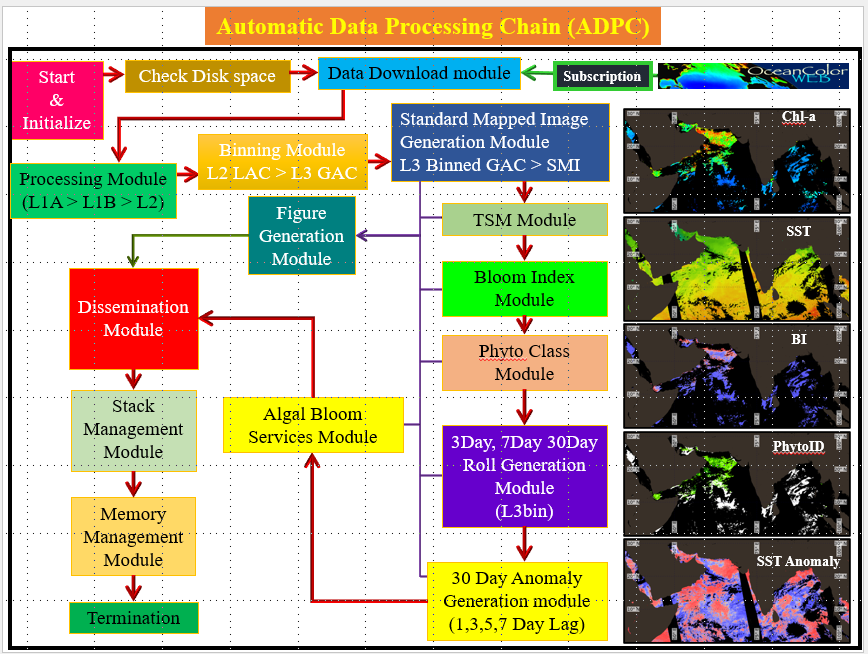 Automatic Data Processing Chain (ADPC)
Start
&
Initialize
Check Disk space
Data Download module
Subscription
OceanColor
WEB
Standard Mapped Image
Generation Module
L3 Binned GAC > SMI
Binning Module
L2 LAC > L3 GAC
Processing Module
(L1A > L1B > L2}
Figure
Generation
Module
TSM Module
Bloom Index
Module
Phyto Class
Module
3Day, 7Day 30Day
Roll Generation
Module
(L3bin)
30 Day Anomaly
Generation module
(1,3,5,7 Day Lag)
Algal Bloom
Services Module
Dissemination
Module
Stack
Management
Module
Memory
Management
Module
Termination
Chl-a
SST
BI
PhytoID
SST Anomaly